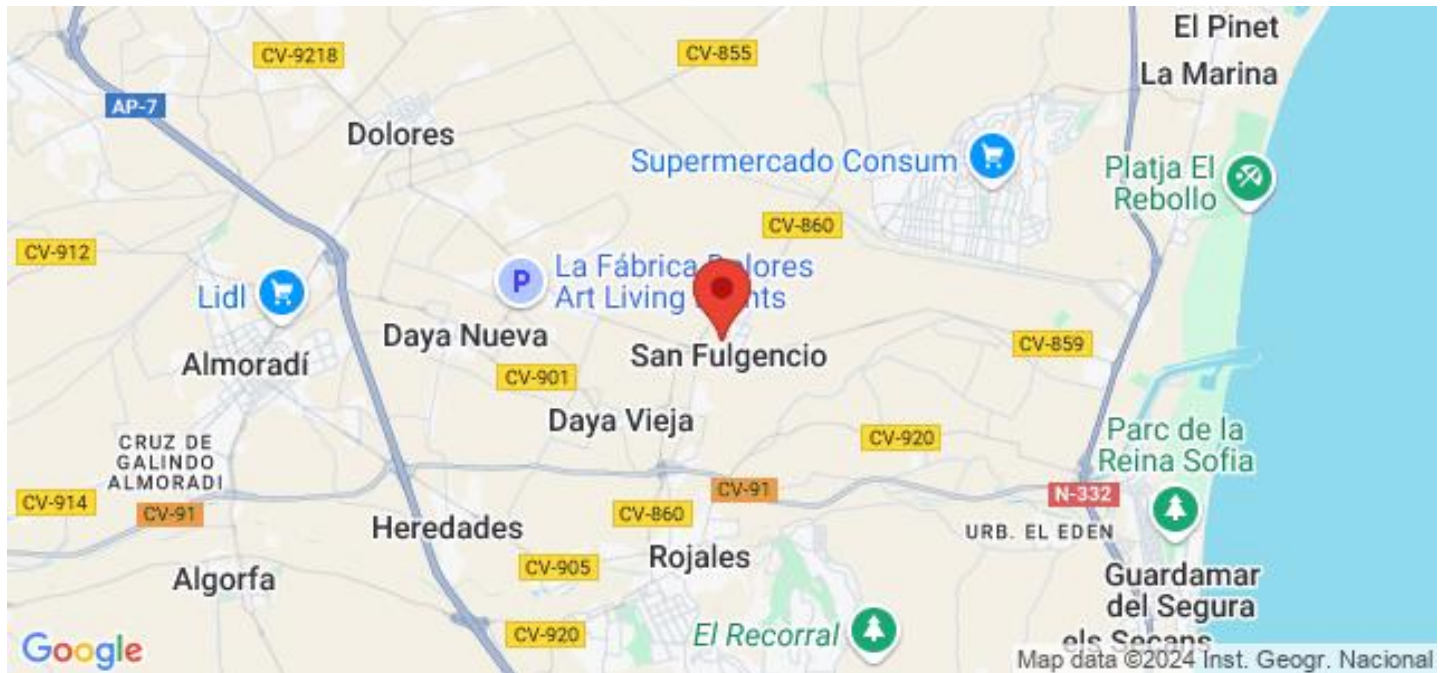 El Pinet
CV-9218
CV-855
La Marina
AP-7
Dolores
Supermercado Consum
Platja El
Rebollo
CV-860
CV-912
La Fábrica Dolores
Art Living
P
Lidl
Daya Nueva
San Fulgencio
CV-859
Almoradí
CV-901
Daya Vieja
CV-920
Parc de la
Reina Sofia
CRUZ DE
GALINDO
ALMORADI
CV-91
N-332
CV-914
CV-91
CV-860
URB. EL EDEN
Heredades
Rojales
CV-905
Algorfa
Guardamar
del Segura
CV-920
El Recorral
els Secans
Google
Map data ©2024 Inst. Geogr. Nacional